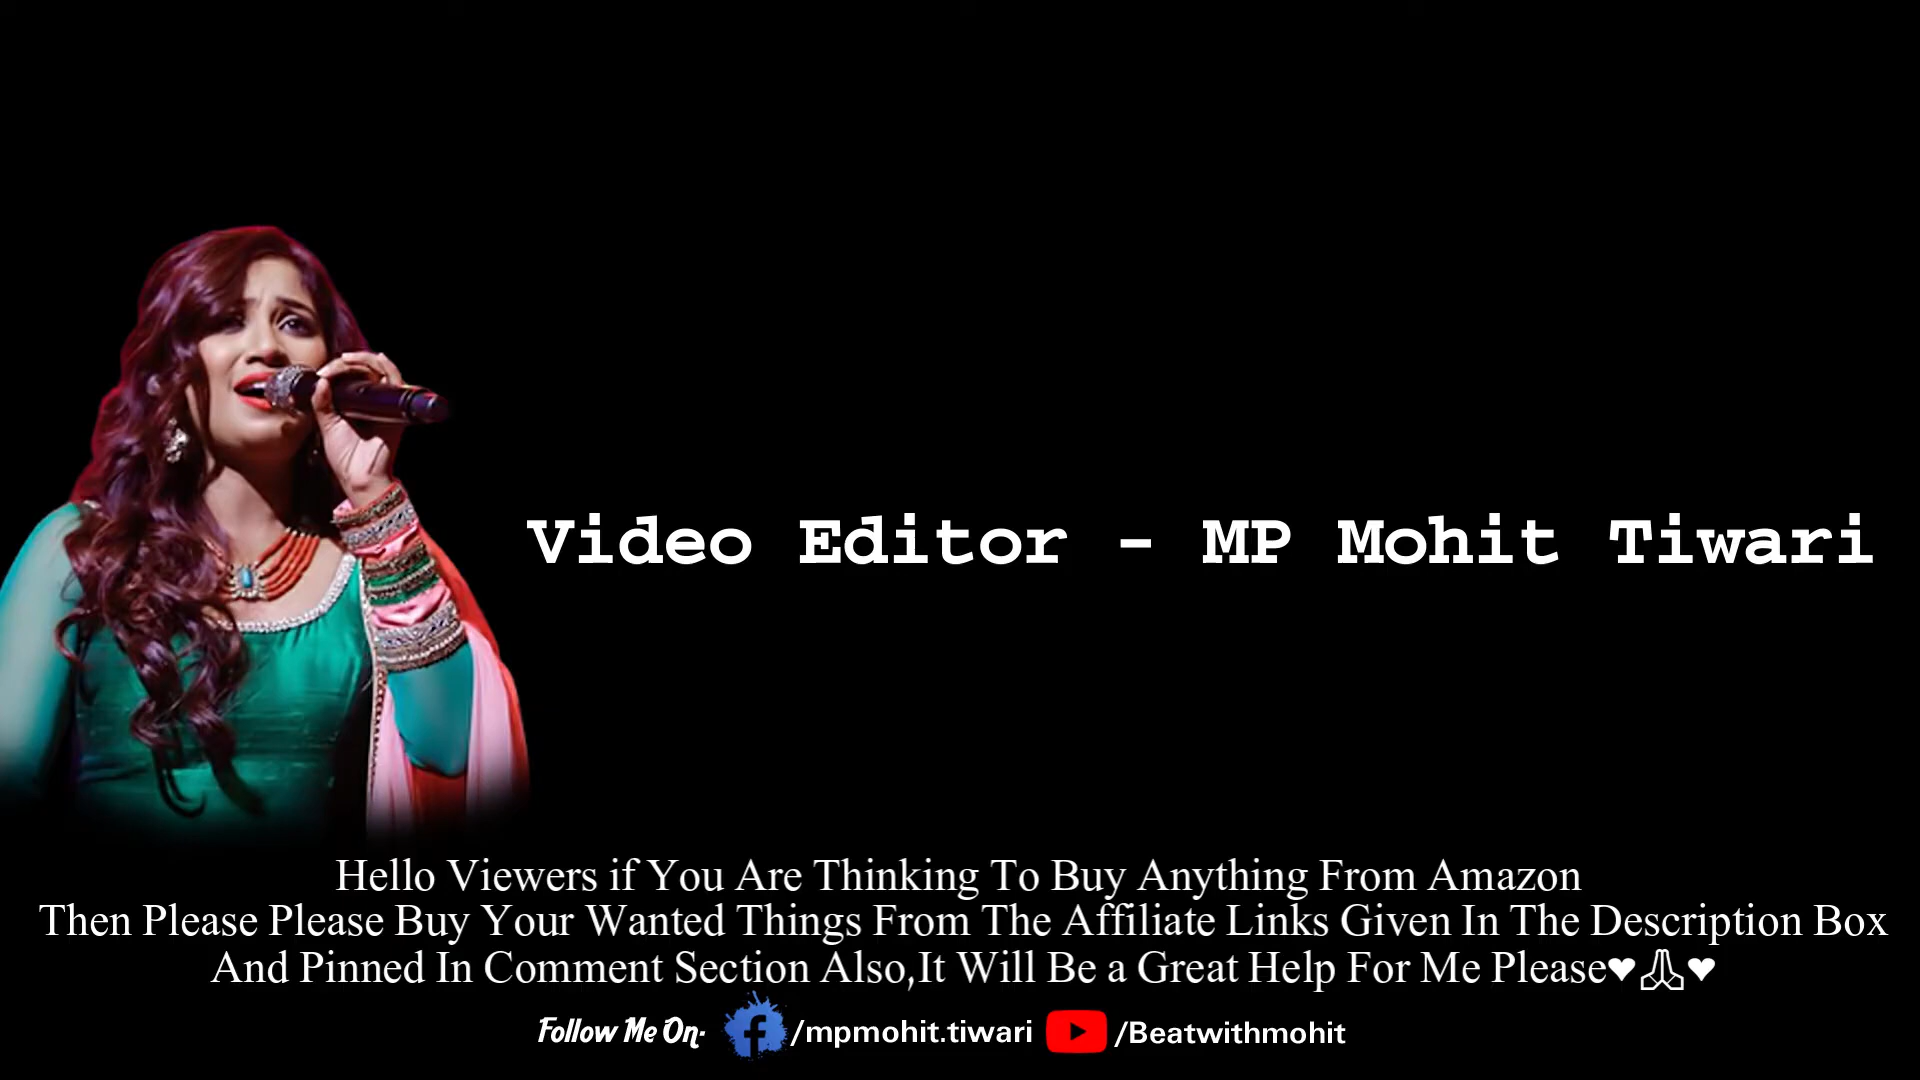 Video Editor - MP Mohit Tiwari
Hello Viewers if You Are Thinking To Buy Anything From Amazon
Then Please Please Buy Your Wanted Things From The Affiliate Links Given In The Description Box
And Pinned In Comment Section Also,It Will Be a Great Help For Me Please❤🙏❤
Follow Me On- f /mpmohit.tiwari /Beatwithmohit